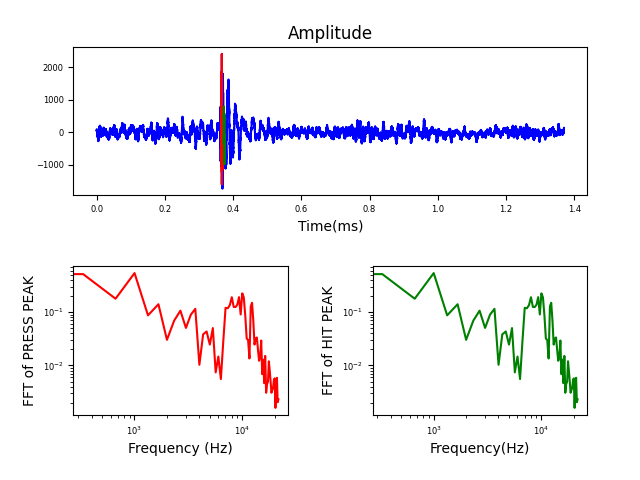 Amplitude
2000
1000
0
−1000
0.0 0.2 0.4 0.6 0.8 1.0 1.2 1.4
Time(ms)
FFT of PRESS PEAK
10⁻¹
10⁻²
10³ 10⁴
Frequency (Hz)
FFT of HIT PEAK
10⁻¹
10⁻²
10³ 10⁴
Frequency(Hz)